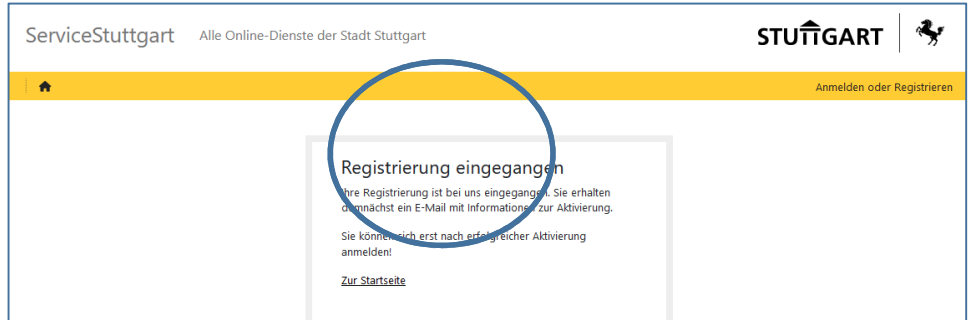 ServiceStuttgart Alle Online-Dienste der Stadt Stuttgart
STUTTGART
Anmelden oder Registrieren
Registrierung eingegangen
Ihre Registrierung ist bei uns eingegangen. Sie erhalten
demnächst ein E-Mail mit Informationen zur Aktivierung.
Sie können sich erst nach erfolgreicher Aktivierung
anmelden!
Zur Startseite